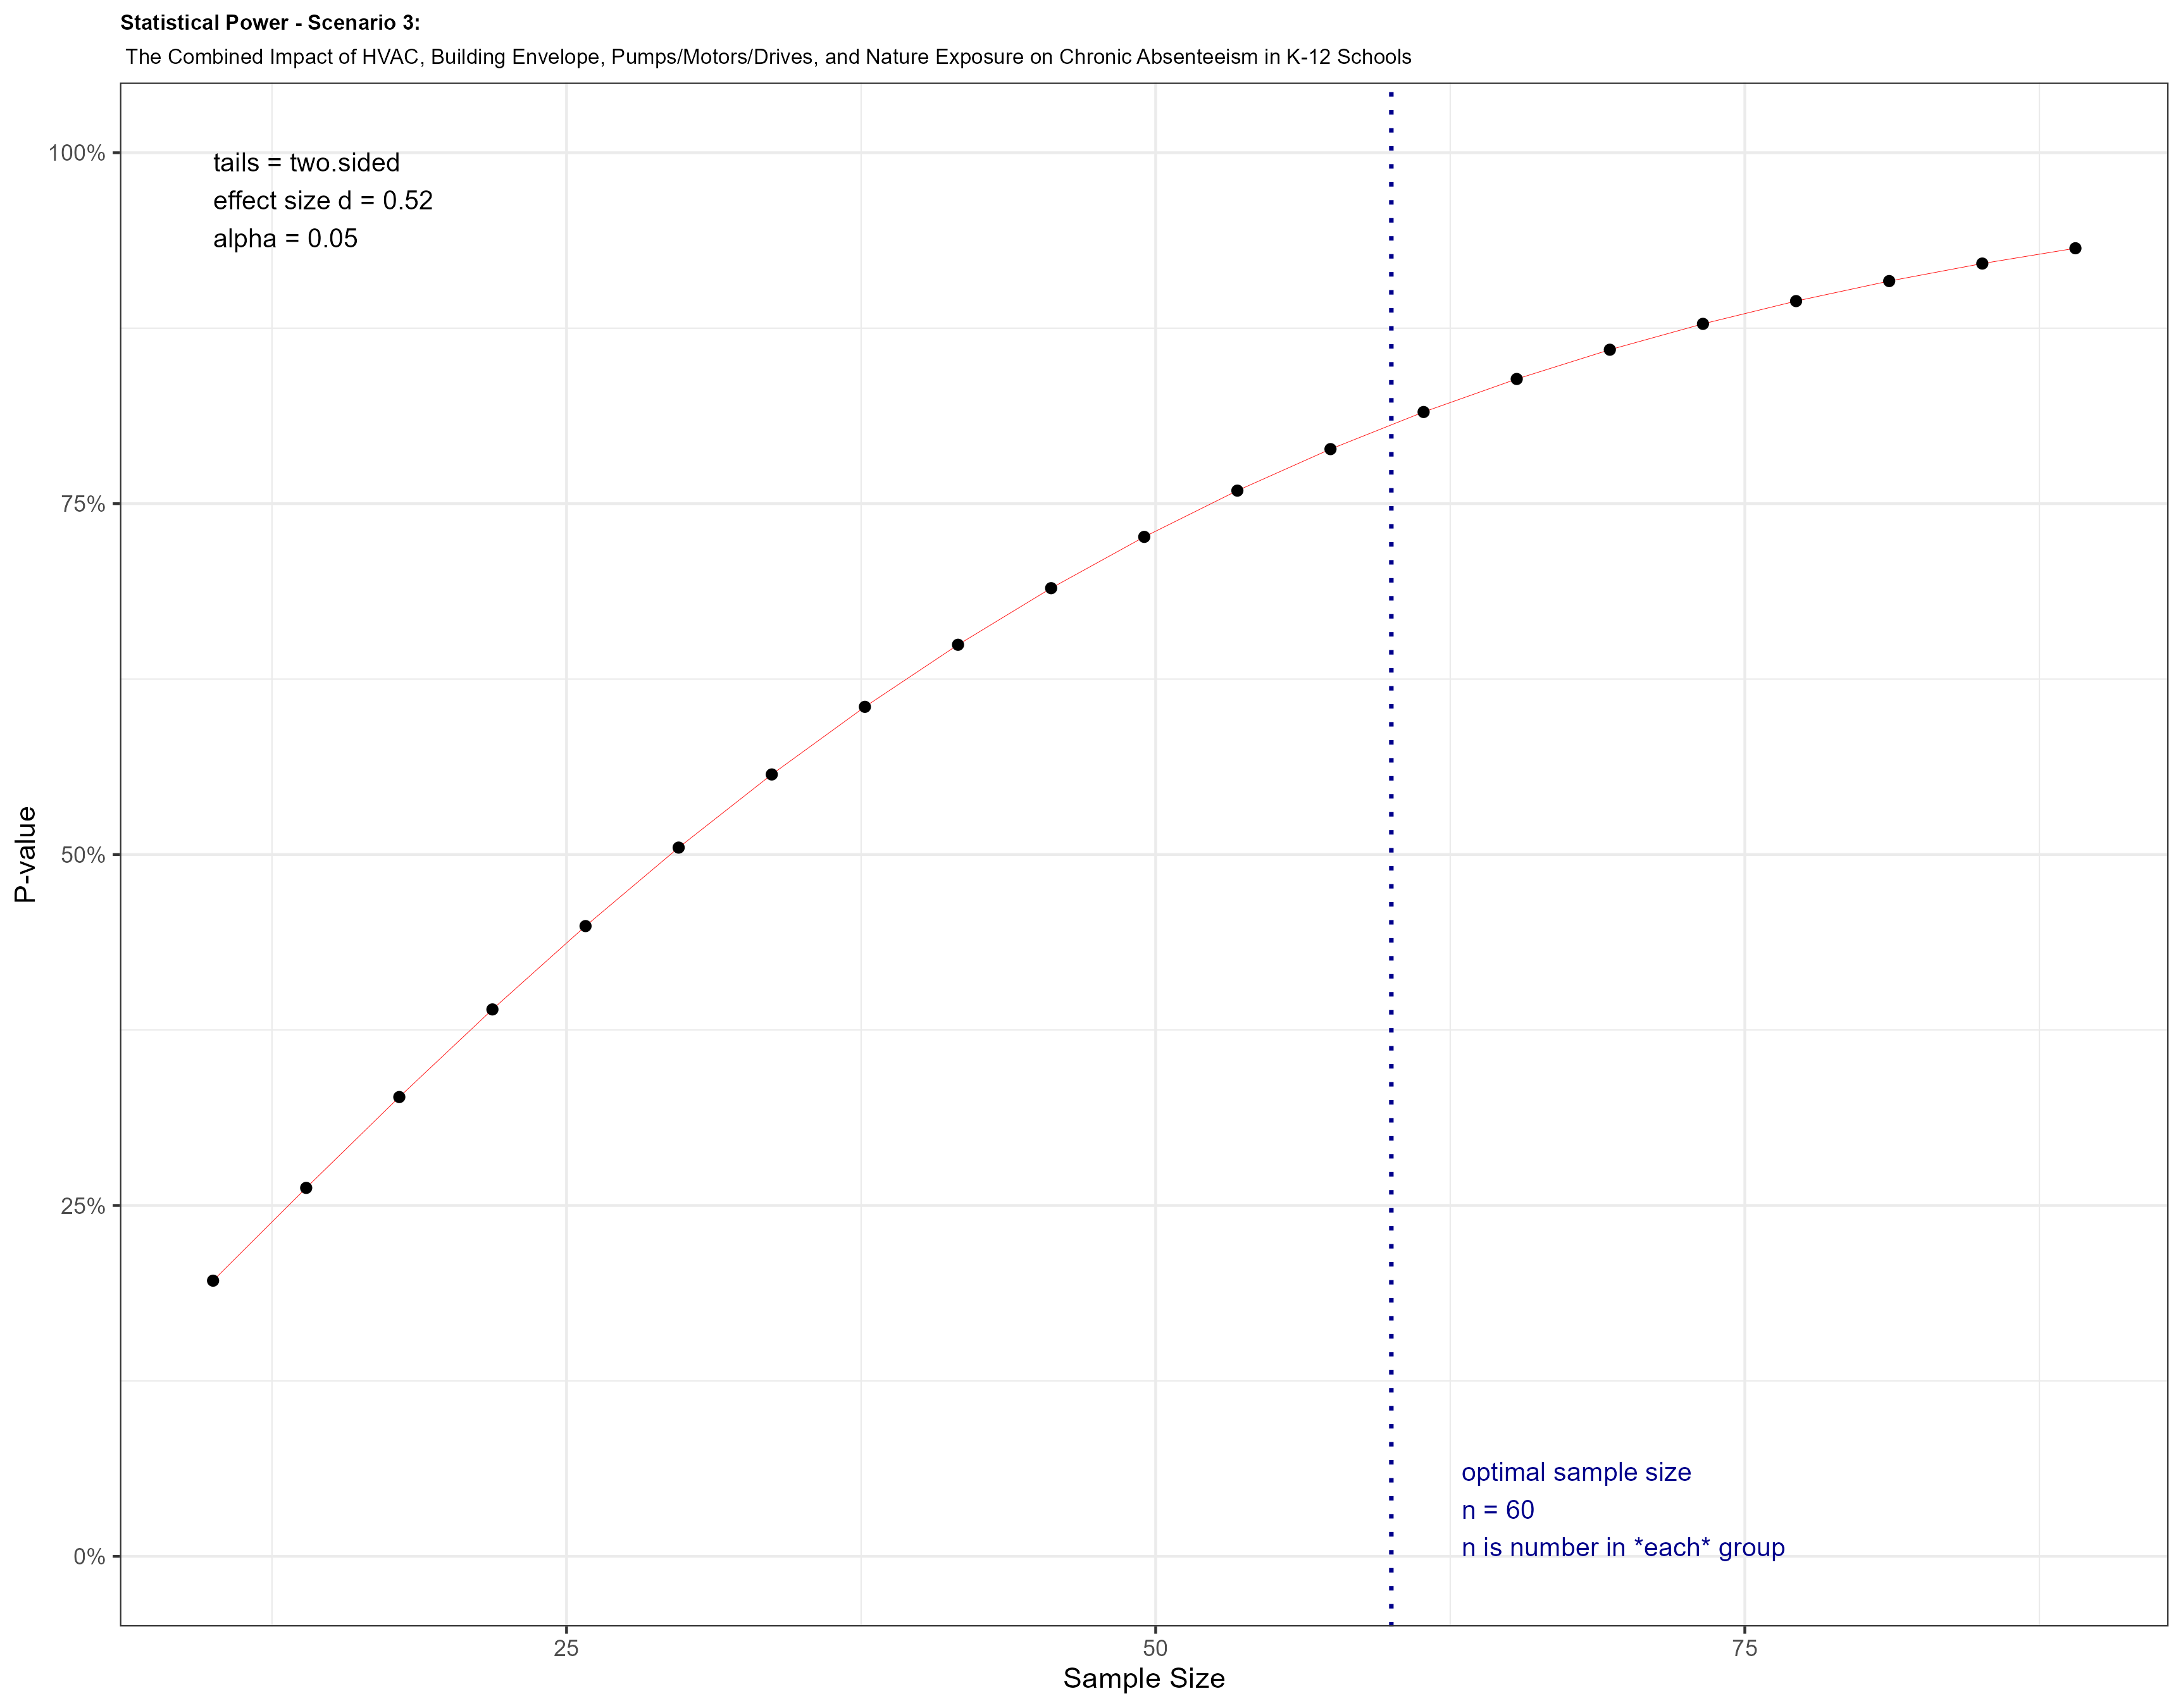 Statistical Power - Scenario 3:
The Combined Impact of HVAC, Building Envelope, Pumps/Motors/Drives, and Nature Exposure on Chronic Absenteeism in K-12 Schools
100%
tails = two.sided
effect size d = 0.52
alpha = 0.05
75%
P-value
50%
25%
optimal sample size
n = 60
n is number in *each* group
0%
25
50
75
Sample Size